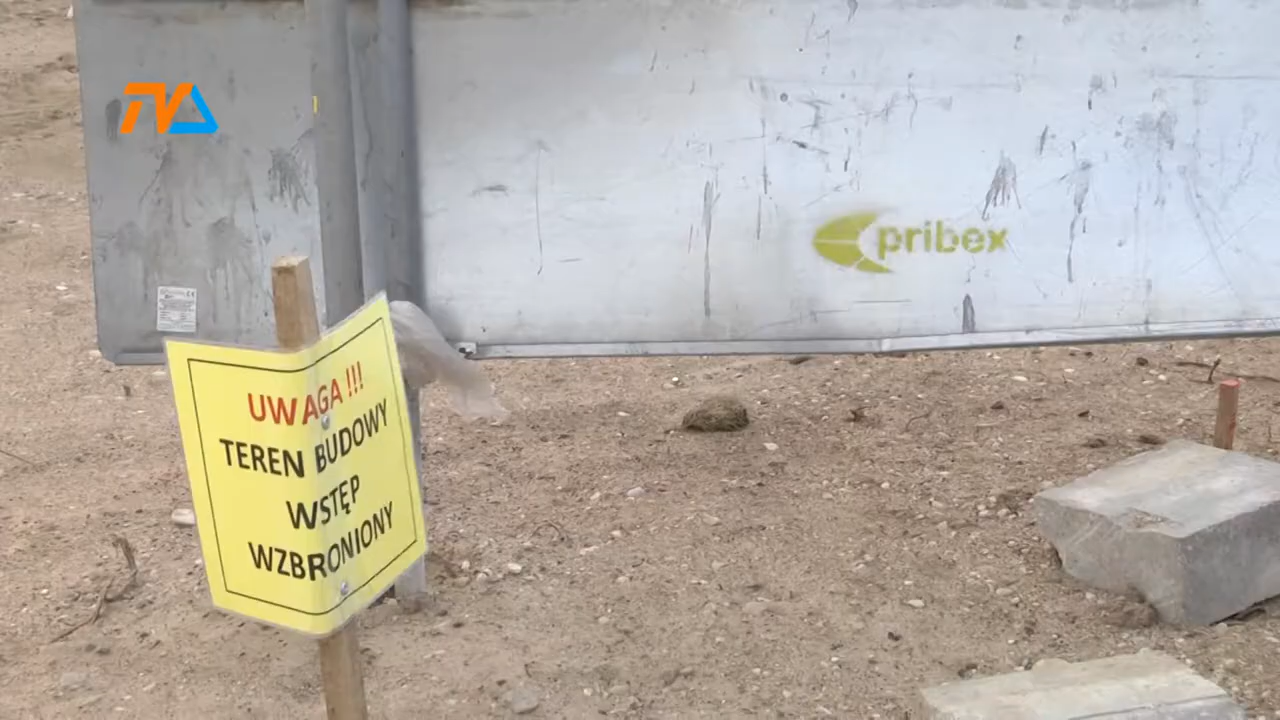 TVA
pribex
UWAGA !!!
TEREN BUDOWY
WSTĘP
WZBRONIONY